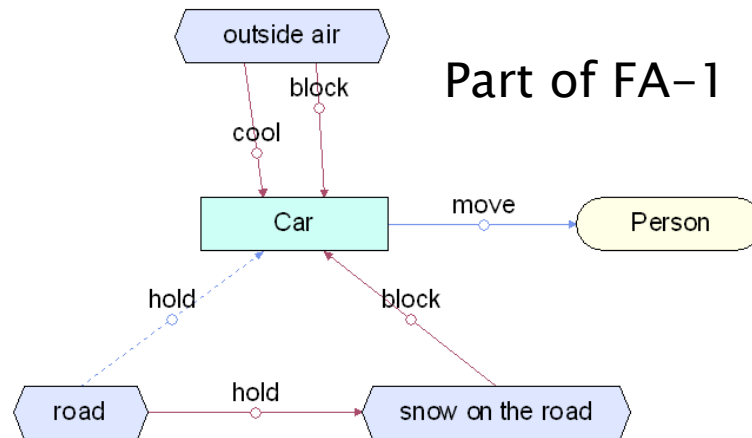 outside air
Part of FA-1
block
cool
Car
move
Person
hold
block
road
hold
snow on the road